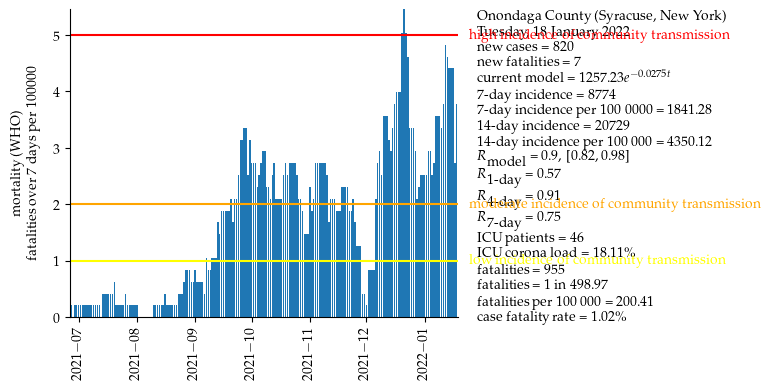 Onondaga County (Syracuse, New York)
Tuesday 18 January 2022
high incidence of community transmission
new cases = 820
new fatalities = 7
current model = 1257.23e^−0.0275t
7-day incidence = 8774
7-day incidence per 100 0000 = 1841.28
14-day incidence = 20729
14-day incidence per 100 000 = 4350.12
R_model = 0.9, [0.82, 0.98]
R_1-day = 0.57
R_4-day = 0.91
moderate incidence of community transmission
R_7-day = 0.75
ICU patients = 46
ICU corona load = 18.11%
low incidence of community transmission
fatalities = 955
fatalities = 1 in 498.97
fatalities per 100 000 = 200.41
case fatality rate = 1.02%
mortality (WHO)
fatalities over 7 days per 100000
5
4
3
2
1
0
2021−07
2021−08
2021−09
2021−10
2021−11
2021−12
2022−01